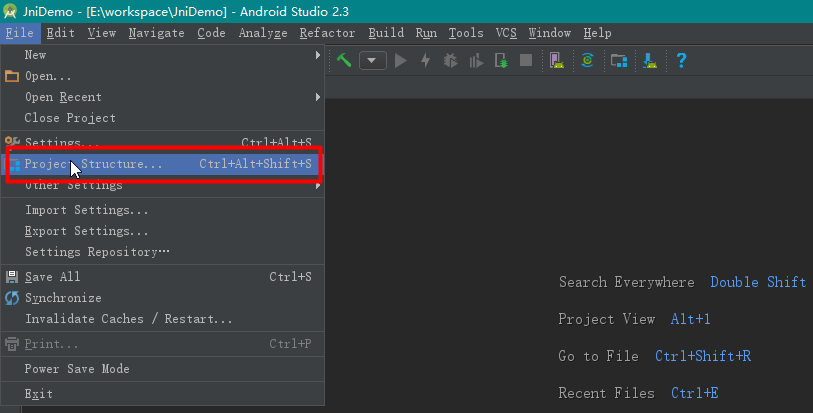 JniDemo - [E:\workspace\JniDemo] - Android Studio 2.3
File Edit View Navigate Code Analyze Refactor Build Run Tools VCS Window Help
New
Open...
Open Recent
Close Project
Settings... Ctrl+Alt+S
Project Structure... Ctrl+Alt+Shift+S
Other Settings
Import Settings...
Export Settings...
Settings Repository…
Save All Ctrl+S
Synchronize
Invalidate Caches / Restart...
Print... Ctrl+P
Power Save Mode
Exit
Search Everywhere Double Shift
Project View Alt+1
Go to File Ctrl+Shift+R
Recent Files Ctrl+E